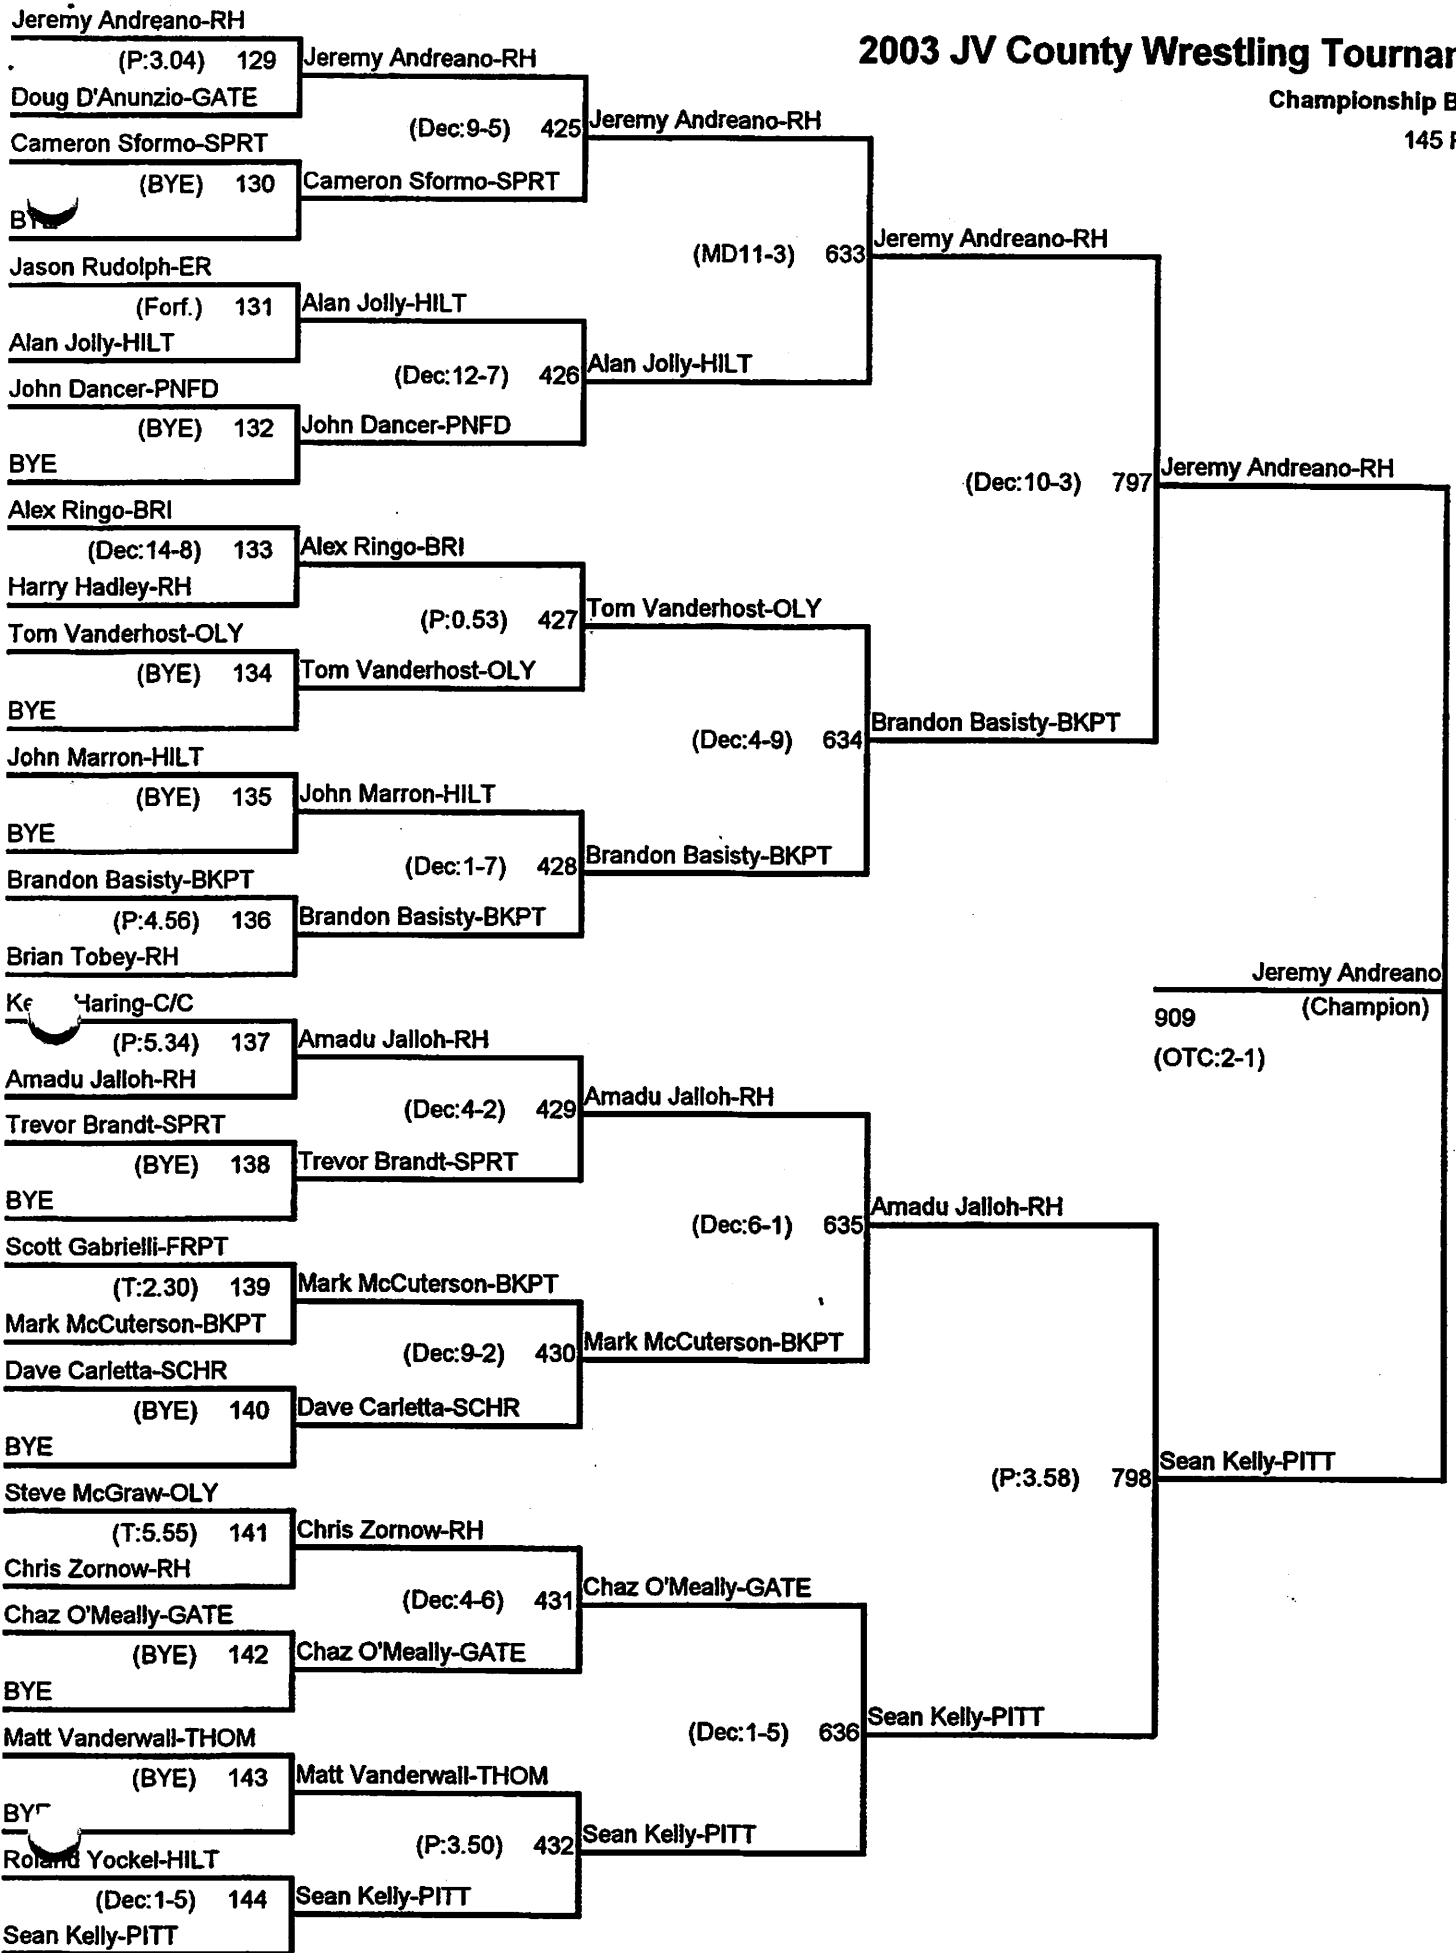 2003 JV County Wrestling Tournar
Championship B
145
Jeremy Andreano-RH
(P:3.04) 129
Doug D'Anunzio-GATE
Cameron Sformo-SPRT
(BYE) 130
Jason Rudolph-ER
(Forf.) 131
Alan Jolly-HILT
John Dancer-PNFD
(BYE) 132
BYE
Alex Ringo-BRI
(Dec:14-8) 133
Harry Hadley-RH
Tom Vanderhost-OLY
(BYE) 134
BYE
John Marron-HILT
(BYE) 135
BYE
Brandon Basisty-BKPT
(P:4.56) 136
Brian Tobey-RH
Haring-C/C
(P:5.34) 137
Amadu Jalloh-RH
Trevor Brandt-SPRT
(BYE) 138
BYE
Scott Gabrielli-FRPT
(T:2.30) 139
Mark McCuterson-BKPT
Dave Carletta-SCHR
(BYE) 140
BYE
Steve McGraw-OLY
(T:5.55) 141
Chris Zornow-RH
Chaz O'Meally-GATE
(BYE) 142
BYE
Matt Vanderwall-THOM
(BYE) 143
Roland Yockel-HILT
(Dec:1-5) 144
Sean Kelly-PITT
Jeremy Andreano-RH
(Dec:9-5) 425
Cameron Sformo-SPRT
Alan Jolly-HILT
(Dec:12-7) 426
John Dancer-PNFD
Alex Ringo-BRI
(P:0.53) 427
Tom Vanderhost-OLY
John Marron-HILT
(Dec:1-7) 428
Brandon Basisty-BKPT
Amadu Jalloh-RH
(Dec:4-2) 429
Trevor Brandt-SPRT
Mark McCuterson-BKPT
(Dec:9-2) 430
Dave Carletta-SCHR
Chris Zornow-RH
(Dec:4-6) 431
Chaz O'Meally-GATE
Matt Vanderwall-THOM
(P:3.50) 432
Sean Kelly-PITT
Jeremy Andreano-RH
(MD11-3) 633
Alan Jolly-HILT
Tom Vanderhost-OLY
(Dec:4-9) 634
Brandon Basisty-BKPT
Amadu Jalloh-RH
(Dec:6-1) 635
Mark McCuterson-BKPT
Chaz O'Meally-GATE
(Dec:1-5) 636
Sean Kelly-PITT
Jeremy Andreano-RH
(Dec:10-3) 797
Brandon Basisty-BKPT
Amadu Jalloh-RH
(P:3.58) 798
Sean Kelly-PITT
Jeremy Andreano-RH
Jeremy Andreano
(Champion)
909
(OTC:2-1)
Sean Kelly-PITT